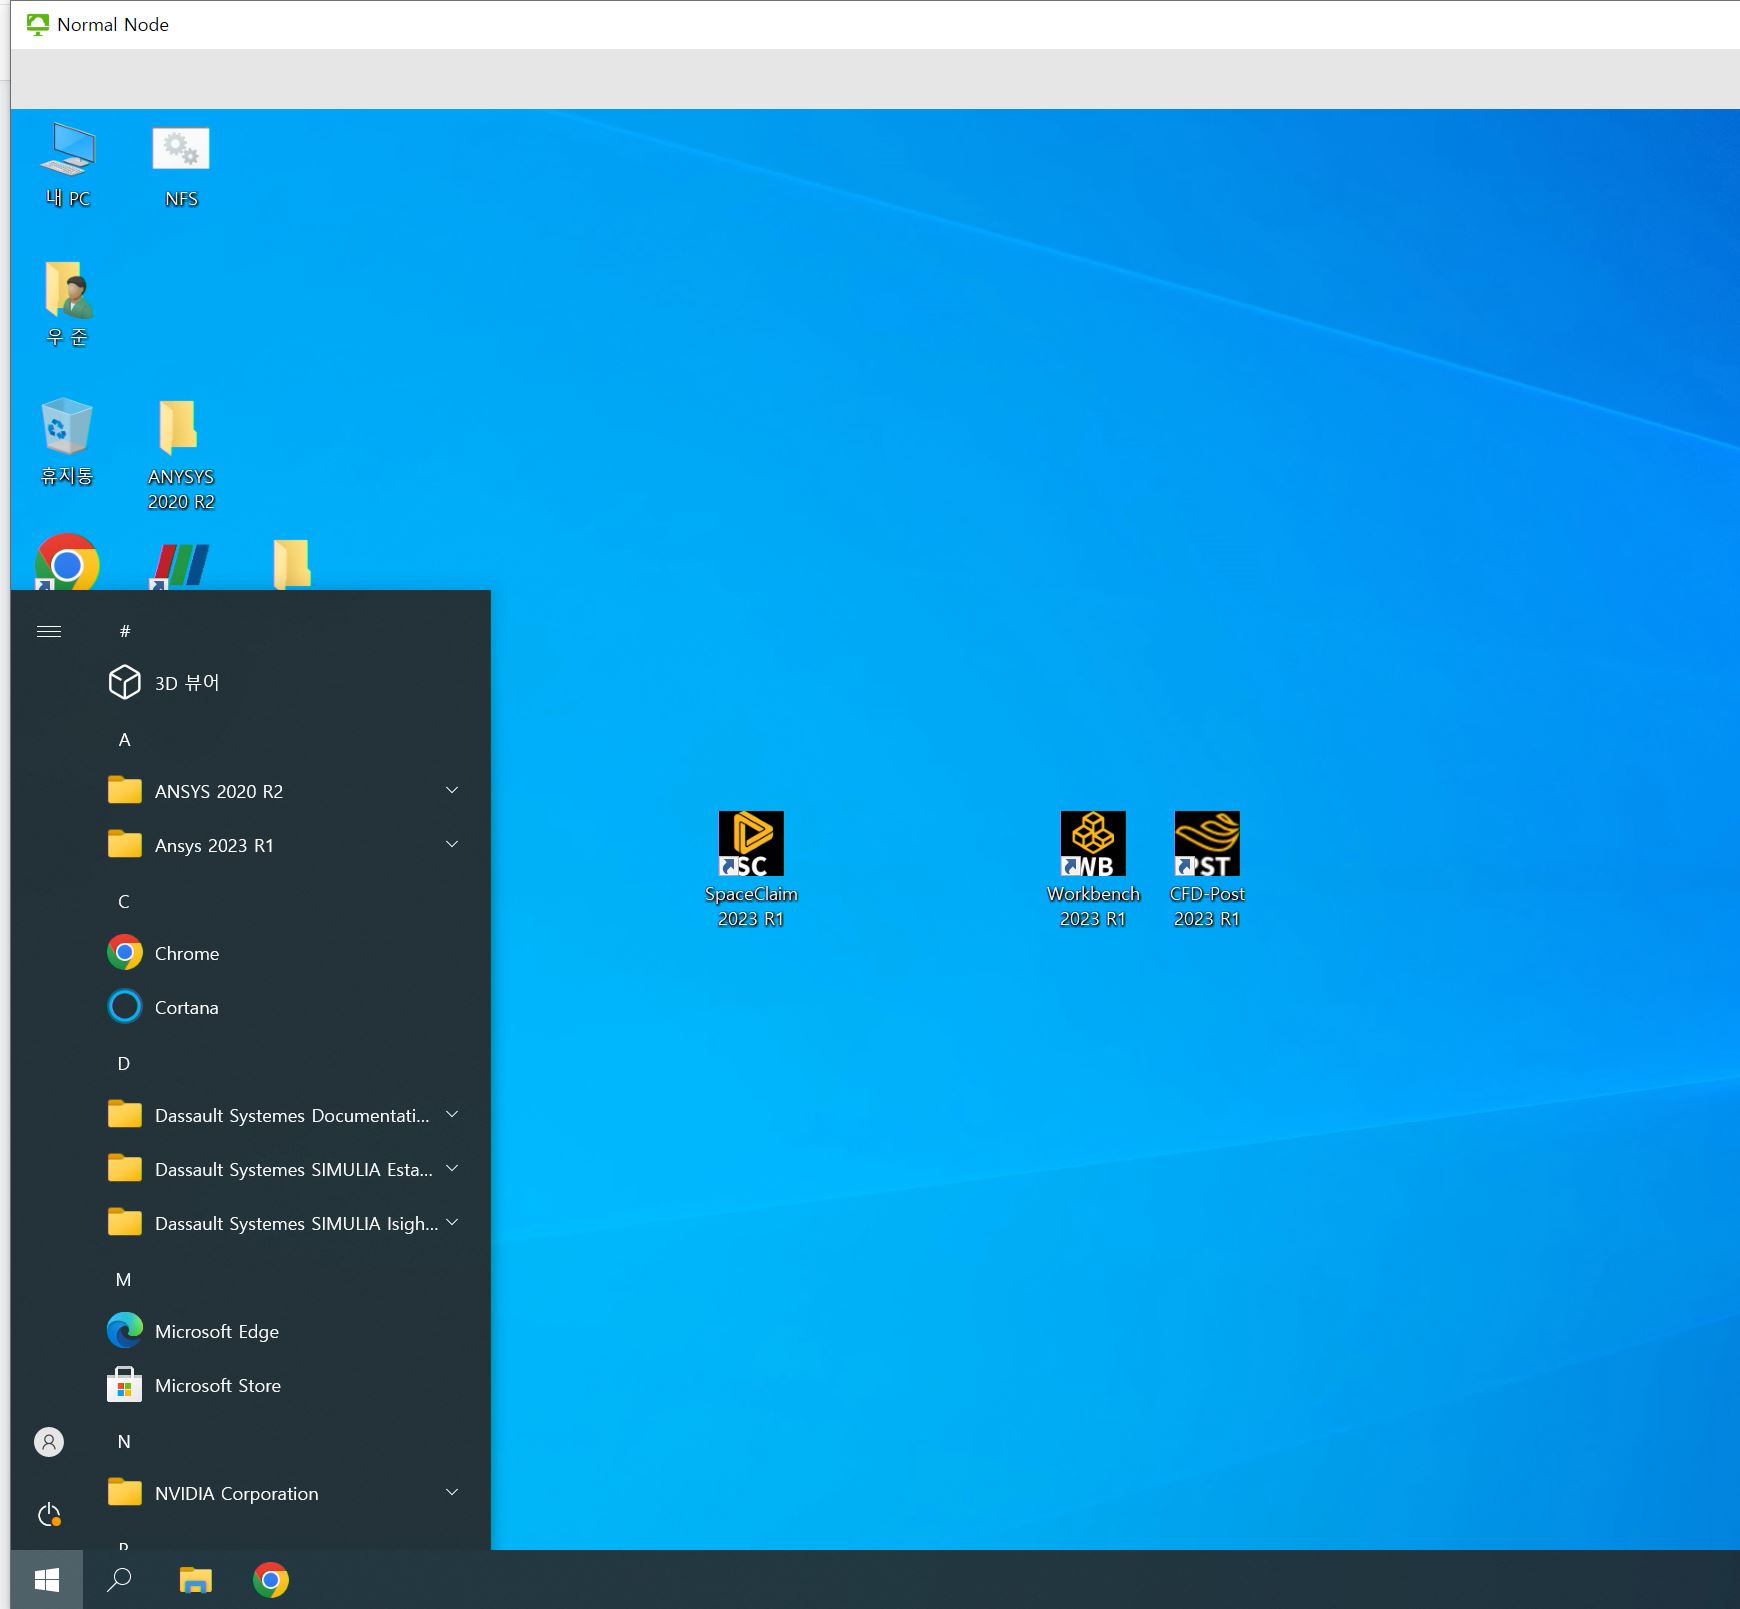 Normal Node
내 PC
NFS
우 준
휴지통
ANYSYS
2020 R2
#
3D 뷰어
A
ANSYS 2020 R2
Ansys 2023 R1
C
Chrome
Cortana
D
Dassault Systemes Documentati...
Dassault Systemes SIMULIA Esta...
Dassault Systemes SIMULIA Isigh...
M
Microsoft Edge
Microsoft Store
N
NVIDIA Corporation
SC
SpaceClaim
2023 R1
WB
Workbench
2023 R1
PST
CFD-Post
2023 R1